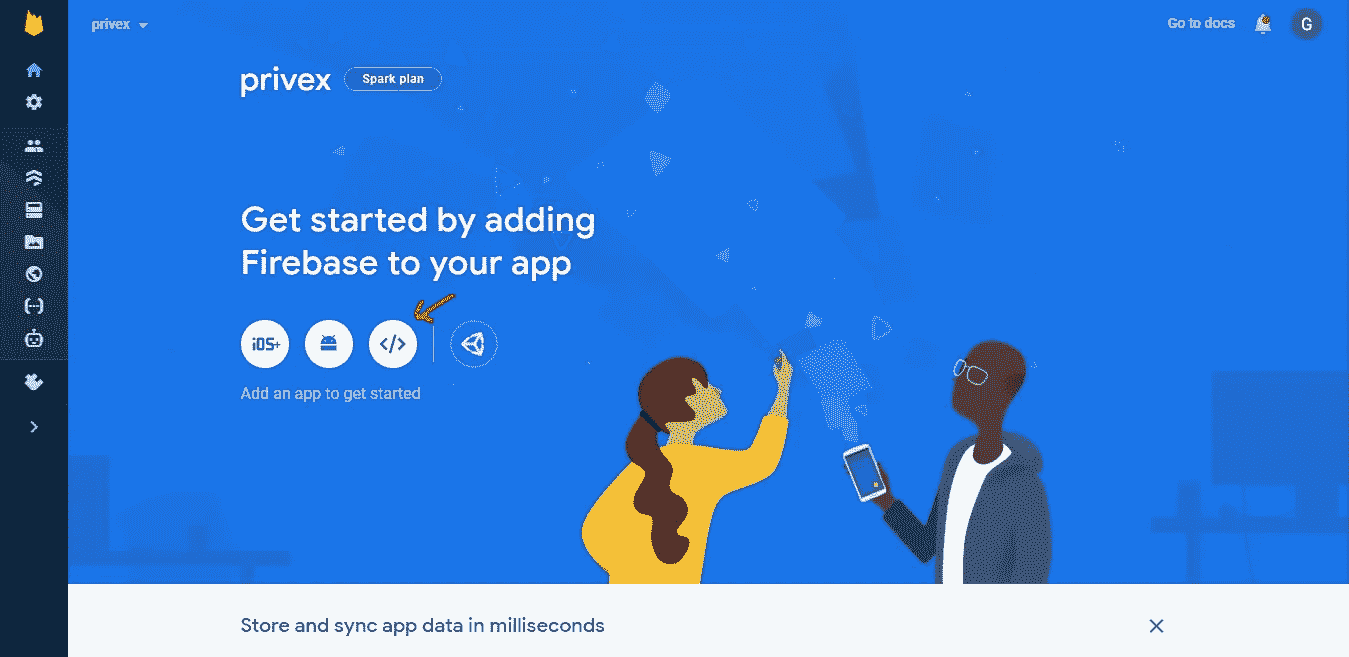 privex
Go to docs
G
privex
Spark plan
Get started by adding
Firebase to your app
iOS+
</>
Add an app to get started
Store and sync app data in milliseconds